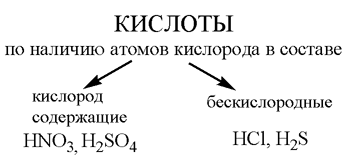 КИСЛОТЫ
по наличию атомов кислорода в составе
кислород
содержащие
HNO₃, H₂SO₄
бескислородные
HCl, H₂S